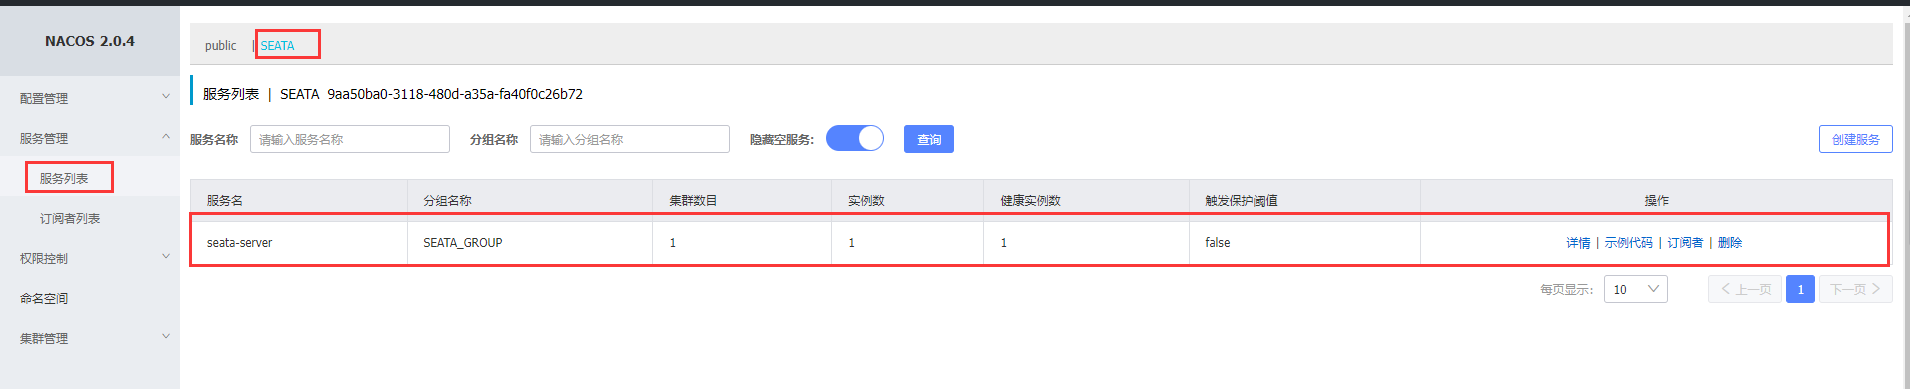 NACOS 2.0.4
配置管理
服务管理
服务列表
订阅者列表
权限控制
命名空间
集群管理
public | SEATA
服务列表 | SEATA 9aa50ba0-3118-480d-a35a-fa40f0c26b72
服务名称 请输入服务名称 分组名称 请输入分组名称 隐藏空服务: 查询 创建服务
服务名 分组名称 集群数目 实例数 健康实例数 触发保护阈值 操作
seata-server SEATA_GROUP 1 1 1 false 详情 | 示例代码 | 订阅者 | 删除
每页显示: 10 上一页 1 下一页